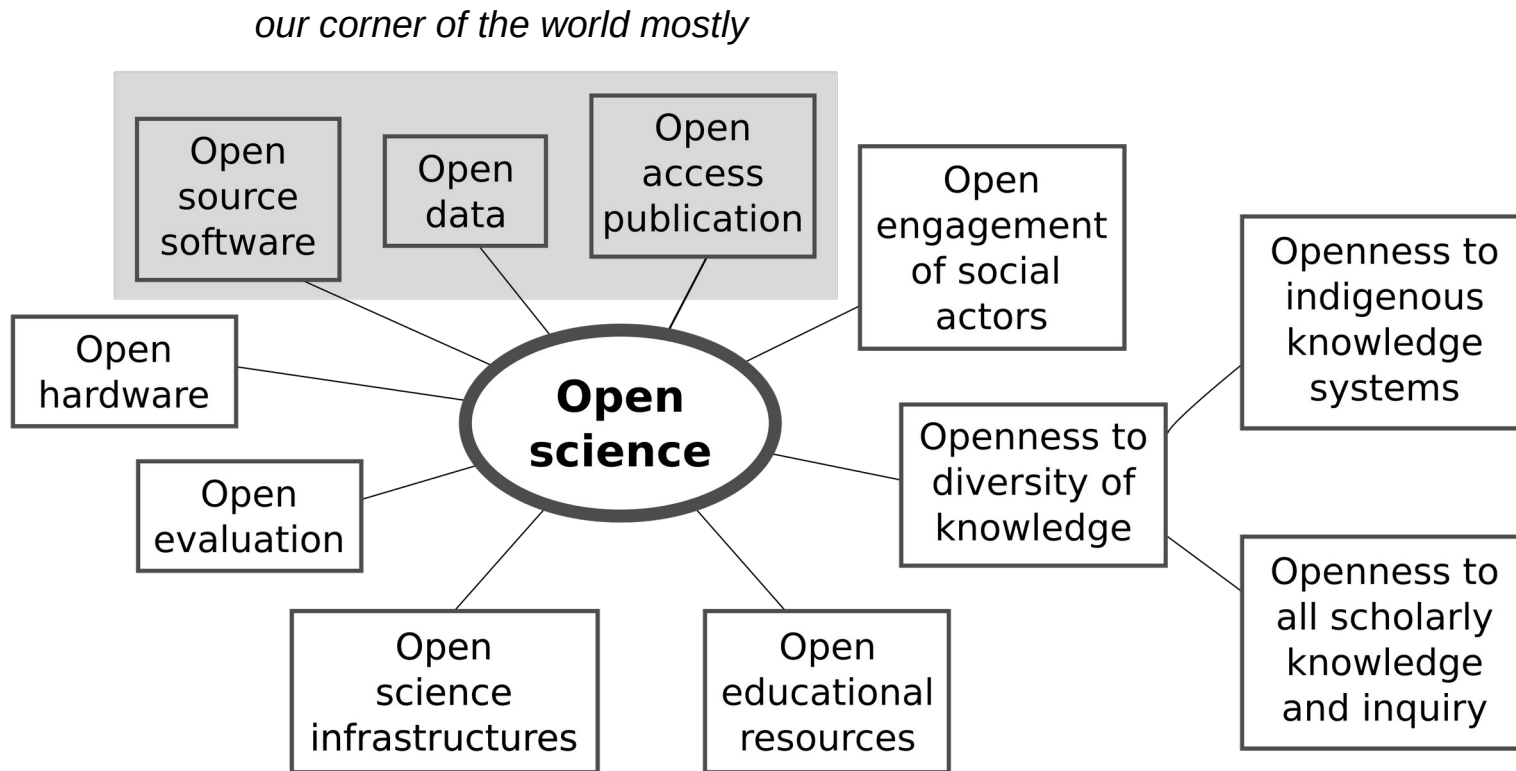 our corner of the world mostly
Open
source
software
Open
data
Open
access
publication
Open
engagement
of social
actors
Openness to
indigenous
knowledge
systems
Open
hardware
Open
science
Openness to
diversity of
knowledge
Open
evaluation
Openness to
all scholarly
knowledge
and inquiry
Open
science
infrastructures
Open
educational
resources